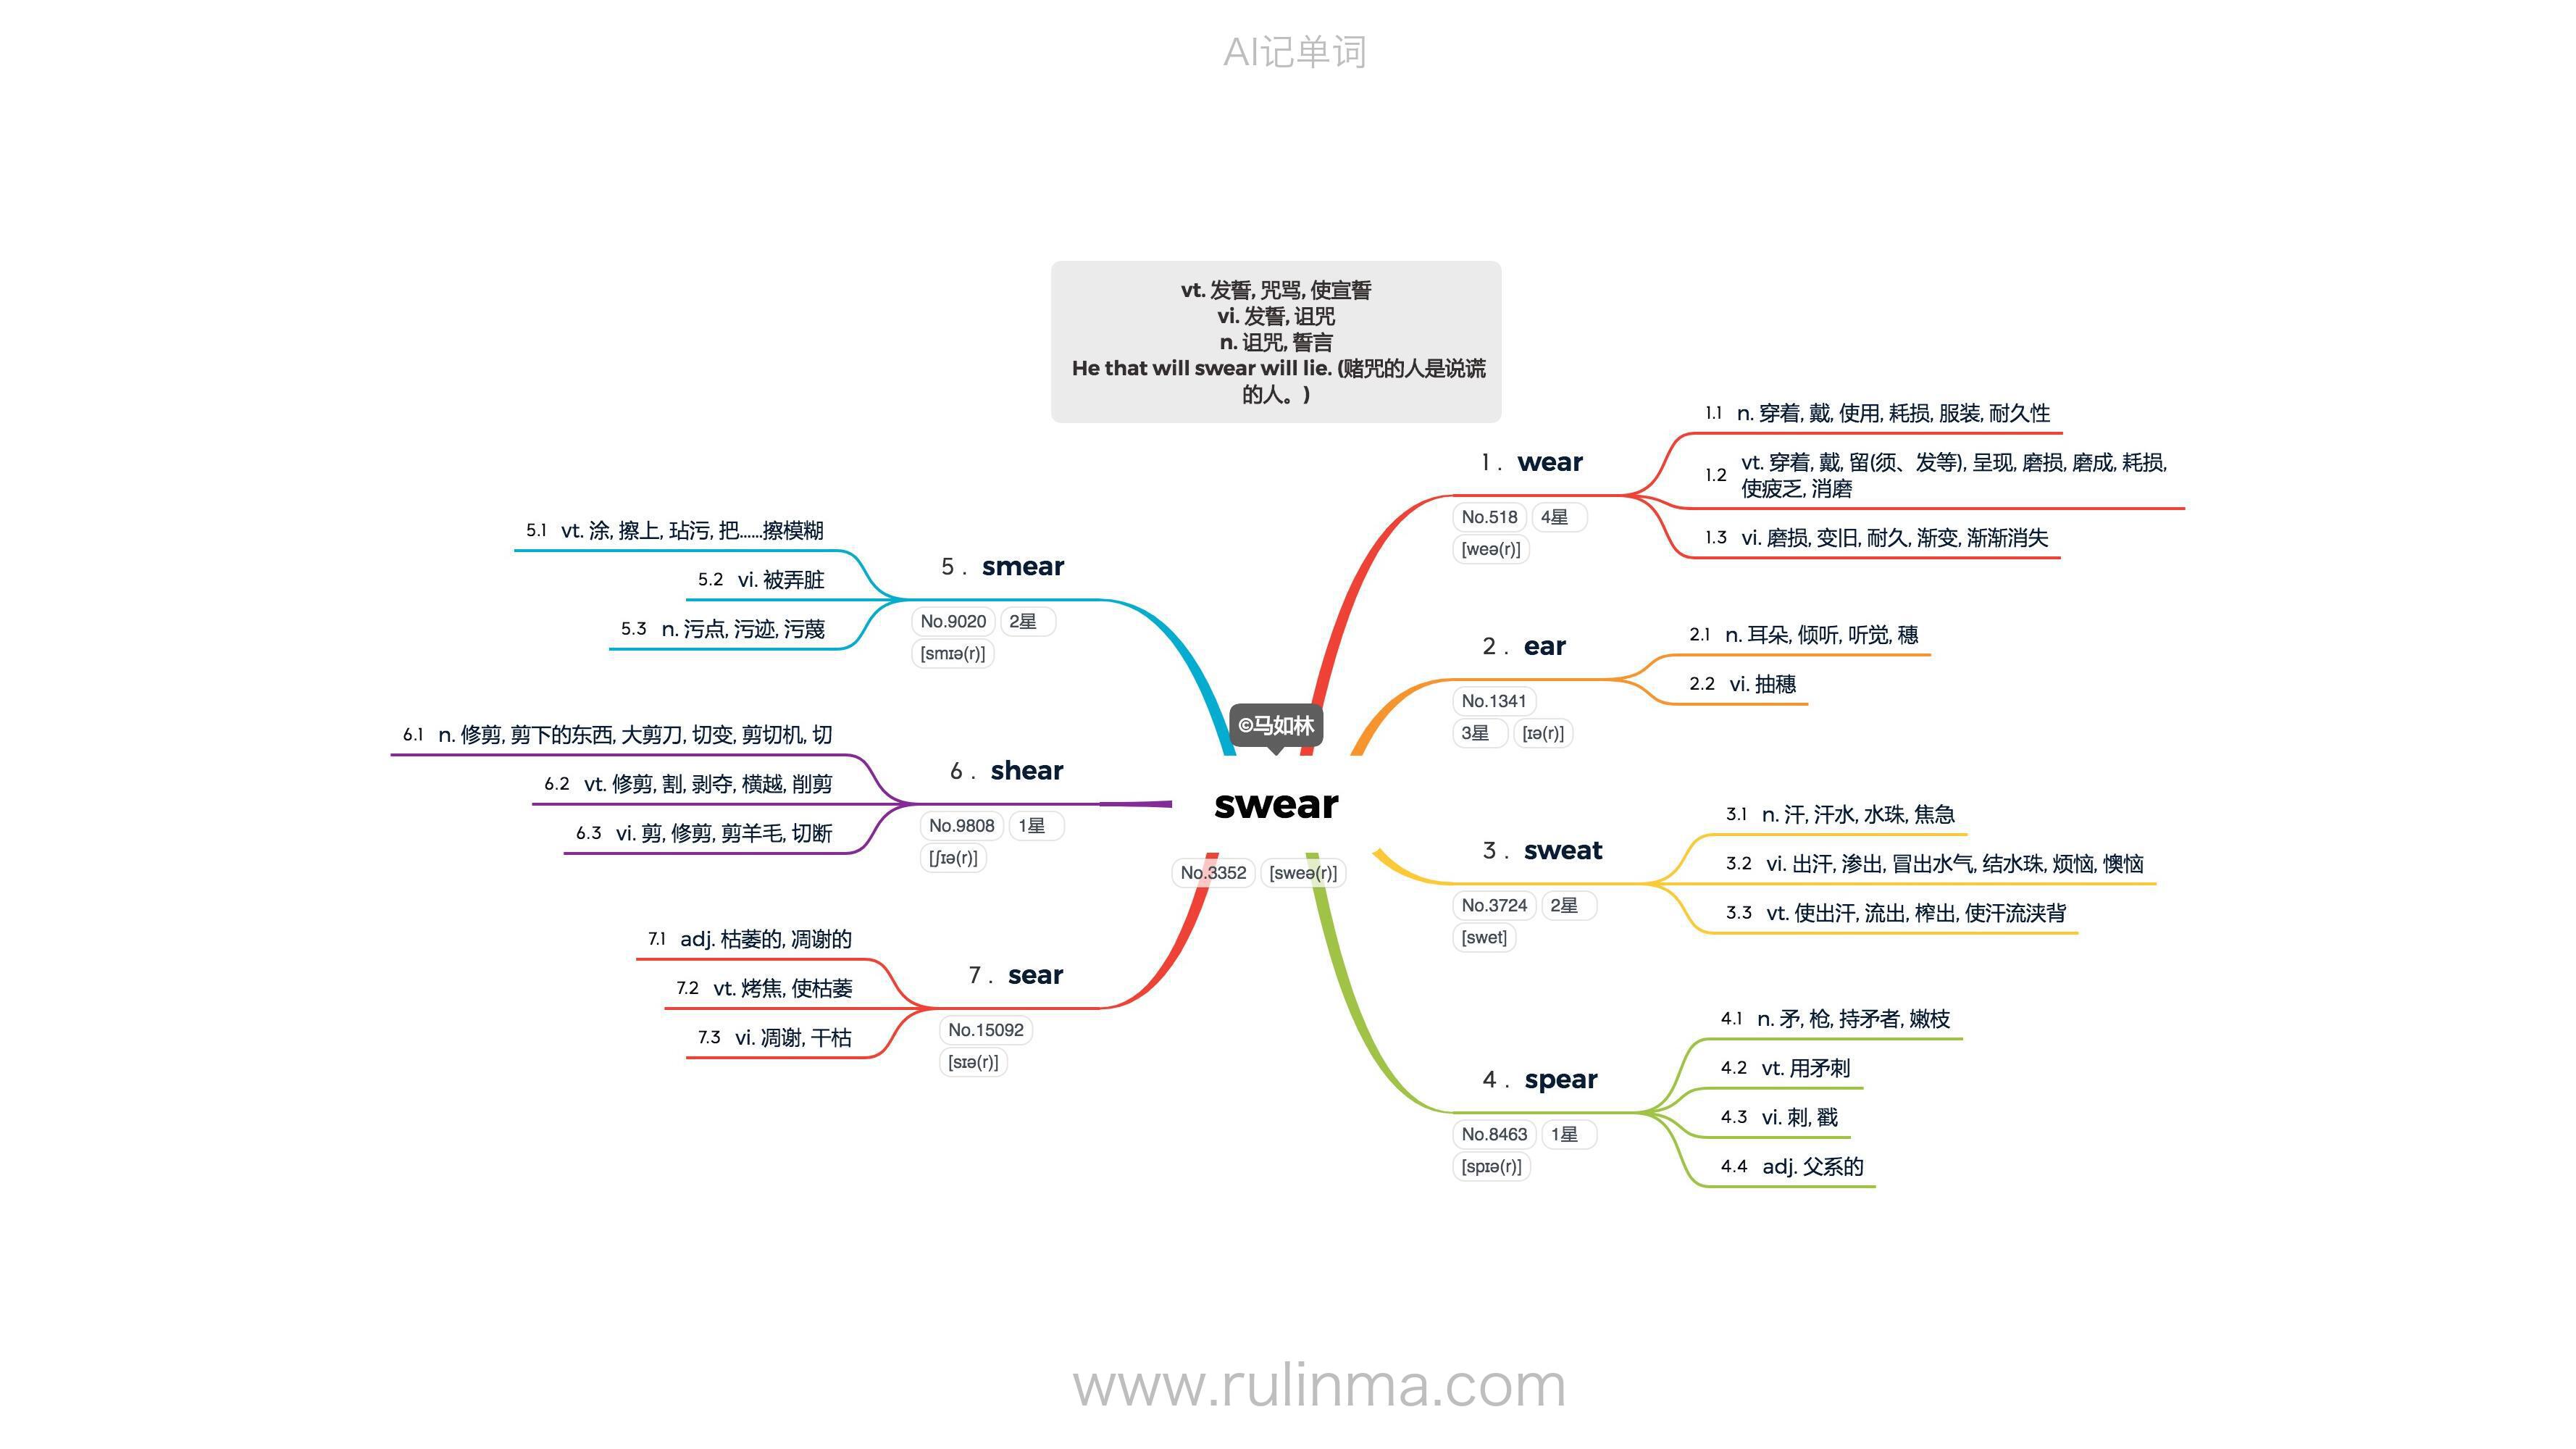 AI记单词
vt. 发誓, 咒骂, 使宣誓
vi. 发誓, 诅咒
n. 诅咒, 誓言
He that will swear will lie. (赌咒的人是说谎
的人。)
©马如林
swear
No.3352 [sweə(r)]
1 . wear
No.518 4星
[weə(r)]
1.1 n. 穿着, 戴, 使用, 耗损, 服装, 耐久性
1.2 vt. 穿着, 戴, 留(须、发等), 呈现, 磨损, 磨成, 耗损,
使疲乏, 消磨
1.3 vi. 磨损, 变旧, 耐久, 渐变, 渐渐消失
2 . ear
No.1341
3星 [ɪə(r)]
2.1 n. 耳朵, 倾听, 听觉, 穗
2.2 vi. 抽穗
3 . sweat
No.3724 2星
[swet]
3.1 n. 汗, 汗水, 水珠, 焦急
3.2 vi. 出汗, 渗出, 冒出水气, 结水珠, 烦恼, 懊恼
3.3 vt. 使出汗, 流出, 榨出, 使汗流浃背
4 . spear
No.8463 1星
[spɪə(r)]
4.1 n. 矛, 枪, 持矛者, 嫩枝
4.2 vt. 用矛刺
4.3 vi. 刺, 戳
4.4 adj. 父系的
5 . smear
No.9020 2星
[smɪə(r)]
5.1 vt. 涂, 擦上, 玷污, 把......擦模糊
5.2 vi. 被弄脏
5.3 n. 污点, 污迹, 污蔑
6 . shear
No.9808 1星
[ʃɪə(r)]
6.1 n. 修剪, 剪下的东西, 大剪刀, 切变, 剪切机, 切
6.2 vt. 修剪, 割, 剥夺, 横越, 削剪
6.3 vi. 剪, 修剪, 剪羊毛, 切断
7 . sear
No.15092
[sɪə(r)]
7.1 adj. 枯萎的, 凋谢的
7.2 vt. 烤焦, 使枯萎
7.3 vi. 凋谢, 干枯
www.rulinma.com